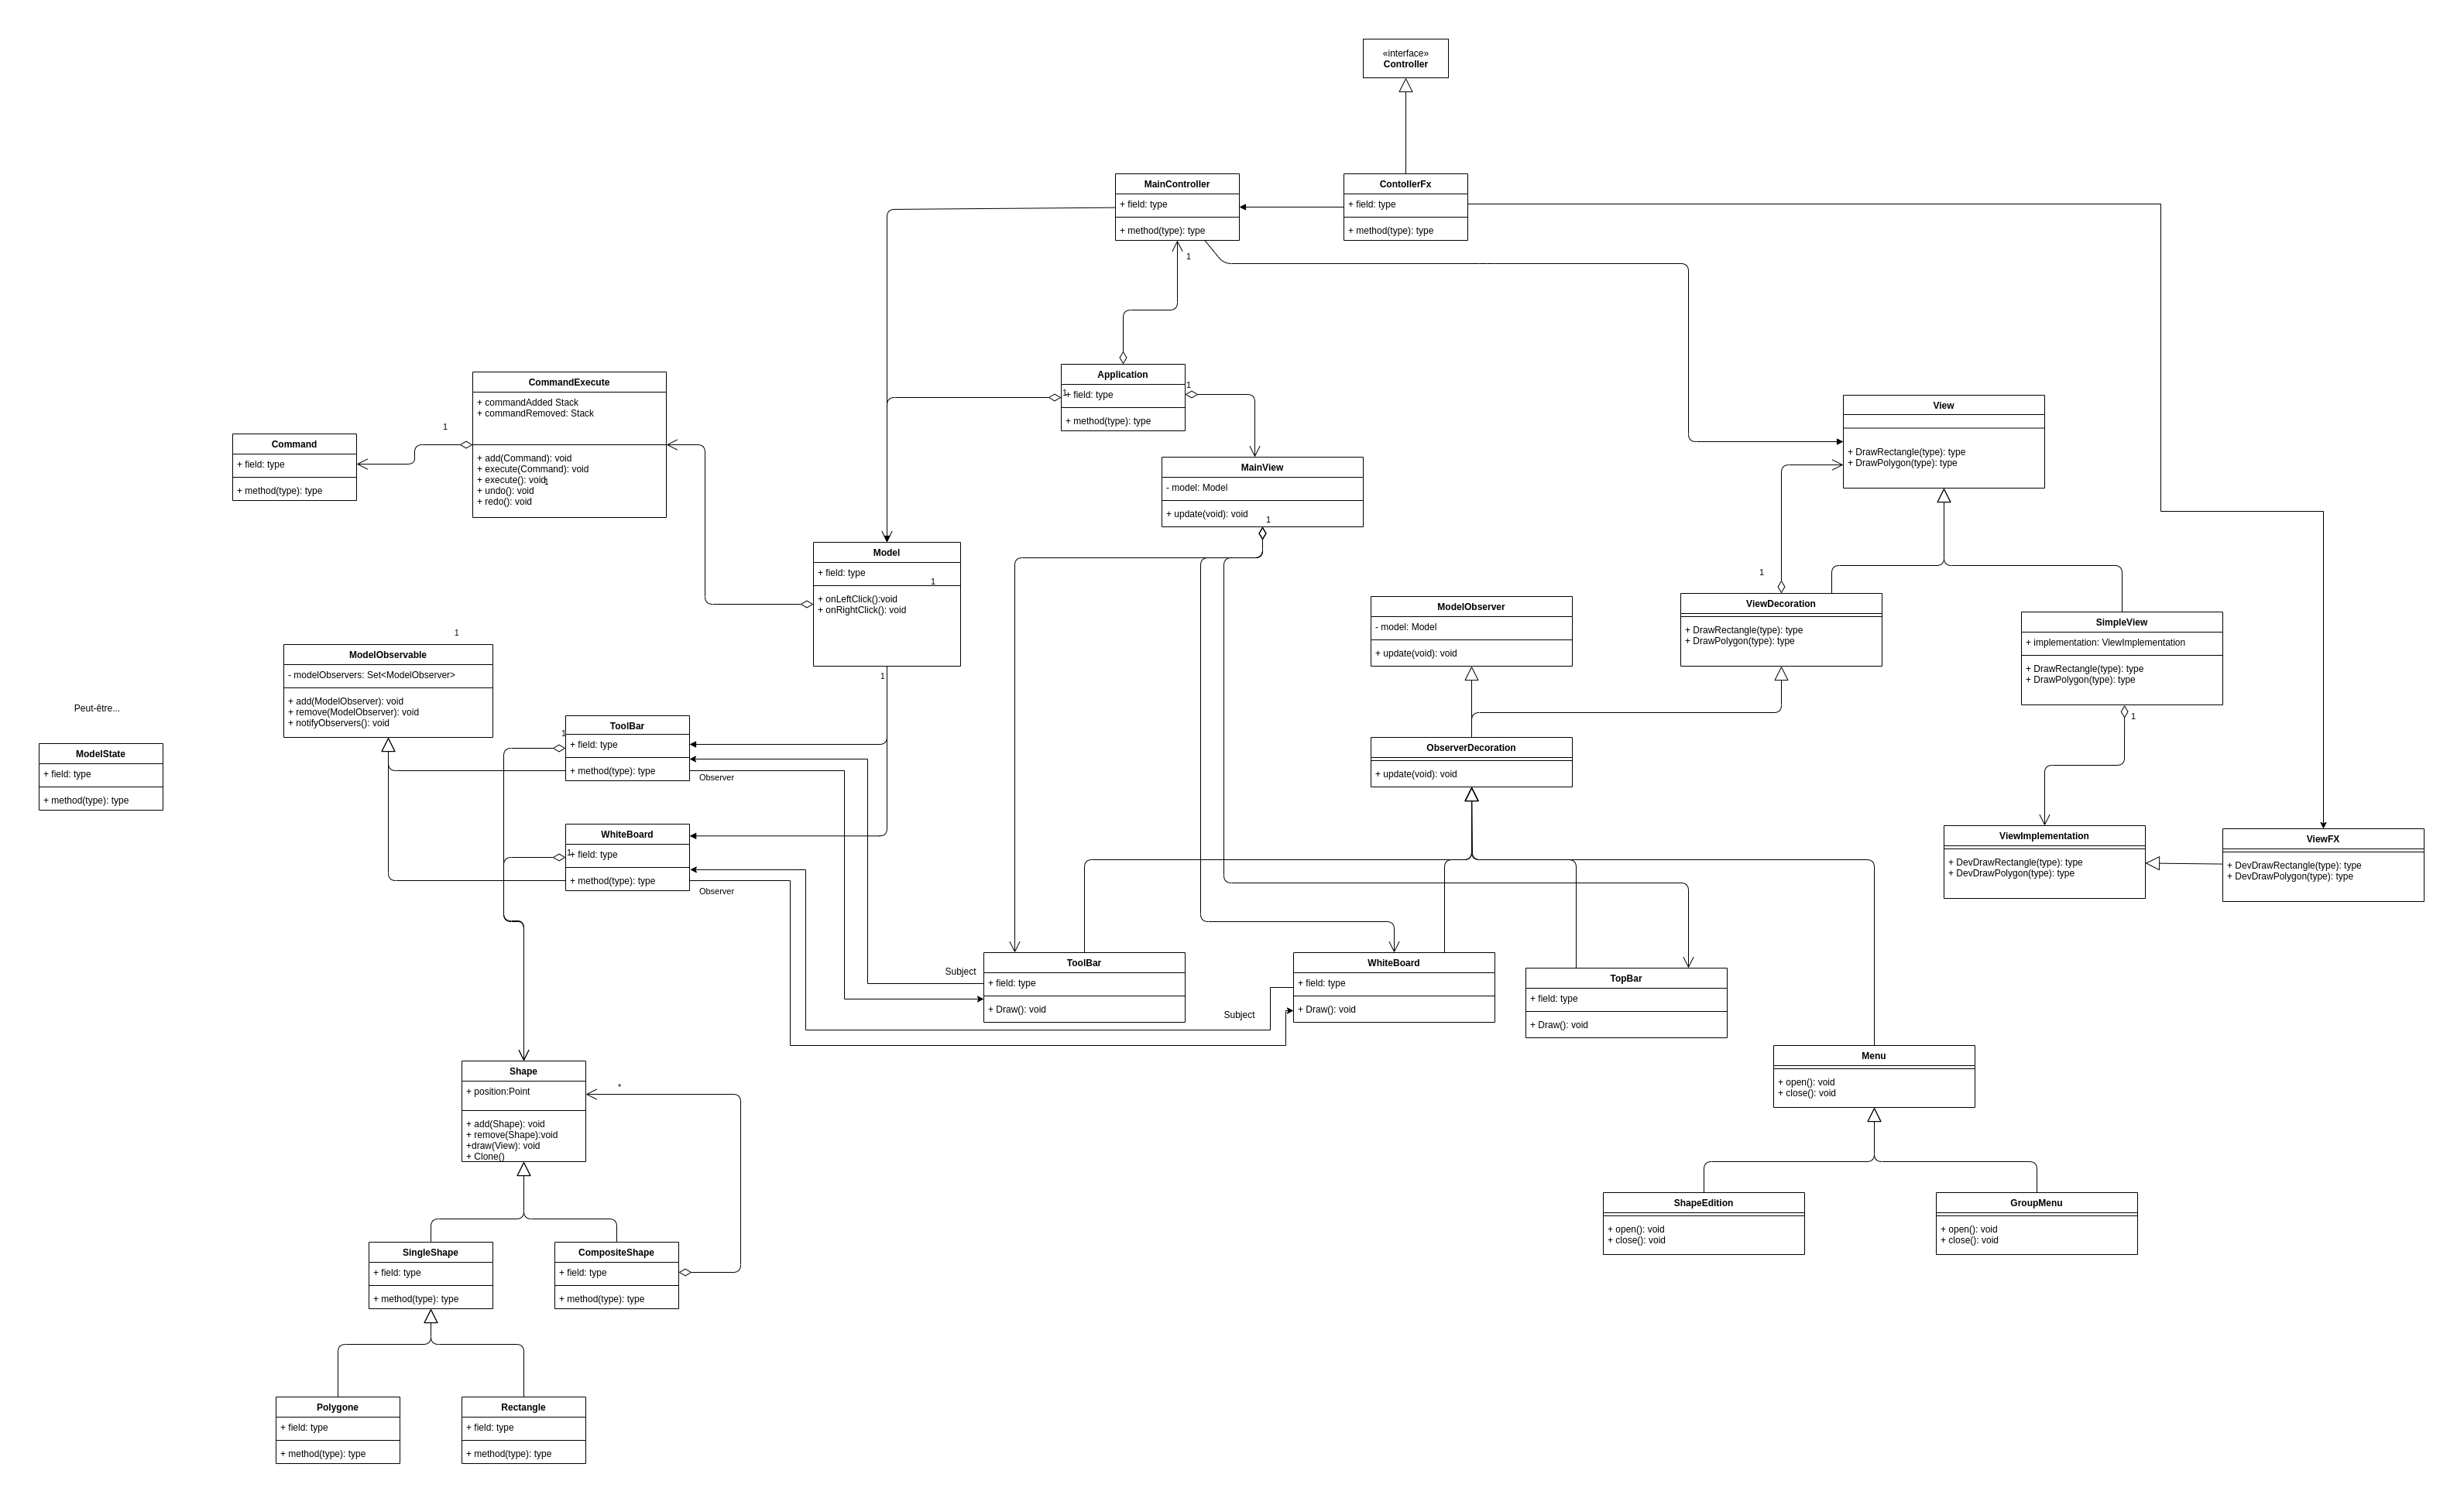 «interface»
Controller
MainController
+ field: type
+ method(type): type
ContollerFx
+ field: type
+ method(type): type
1
Application
+ field: type
+ method(type): type
1
1
CommandExecute
+ commandAdded Stack
+ commandRemoved: Stack
+ add(Command): void
+ execute(Command): void
+ execute(): void
+ undo(): void
+ redo(): void
1
1
Command
+ field: type
+ method(type): type
View
+ DrawRectangle(type): type
+ DrawPolygon(type): type
MainView
- model: Model
+ update(void): void
1
Model
+ field: type
+ onLeftClick():void
+ onRightClick(): void
1
1
1
ViewDecoration
+ DrawRectangle(type): type
+ DrawPolygon(type): type
ModelObserver
- model: Model
+ update(void): void
SimpleView
+ implementation: ViewImplementation
+ DrawRectangle(type): type
+ DrawPolygon(type): type
1
1
ModelObservable
- modelObservers: Set<ModelObserver>
+ add(ModelObserver): void
+ remove(ModelObserver): void
+ notifyObservers(): void
Peut-être...
ModelState
+ field: type
+ method(type): type
ToolBar
+ field: type
+ method(type): type
1
Observer
ObserverDecoration
+ update(void): void
WhiteBoard
+ field: type
+ method(type): type
1
Observer
ViewImplementation
+ DevDrawRectangle(type): type
+ DevDrawPolygon(type): type
ViewFX
+ DevDrawRectangle(type): type
+ DevDrawPolygon(type): type
Subject
ToolBar
+ field: type
+ Draw(): void
Subject
WhiteBoard
+ field: type
+ Draw(): void
TopBar
+ field: type
+ Draw(): void
Menu
+ open(): void
+ close(): void
Shape
+ position:Point
+ add(Shape): void
+ remove(Shape):void
+draw(View): void
+ Clone()
*
ShapeEdition
+ open(): void
+ close(): void
GroupMenu
+ open(): void
+ close(): void
SingleShape
+ field: type
+ method(type): type
CompositeShape
+ field: type
+ method(type): type
Polygone
+ field: type
+ method(type): type
Rectangle
+ field: type
+ method(type): type